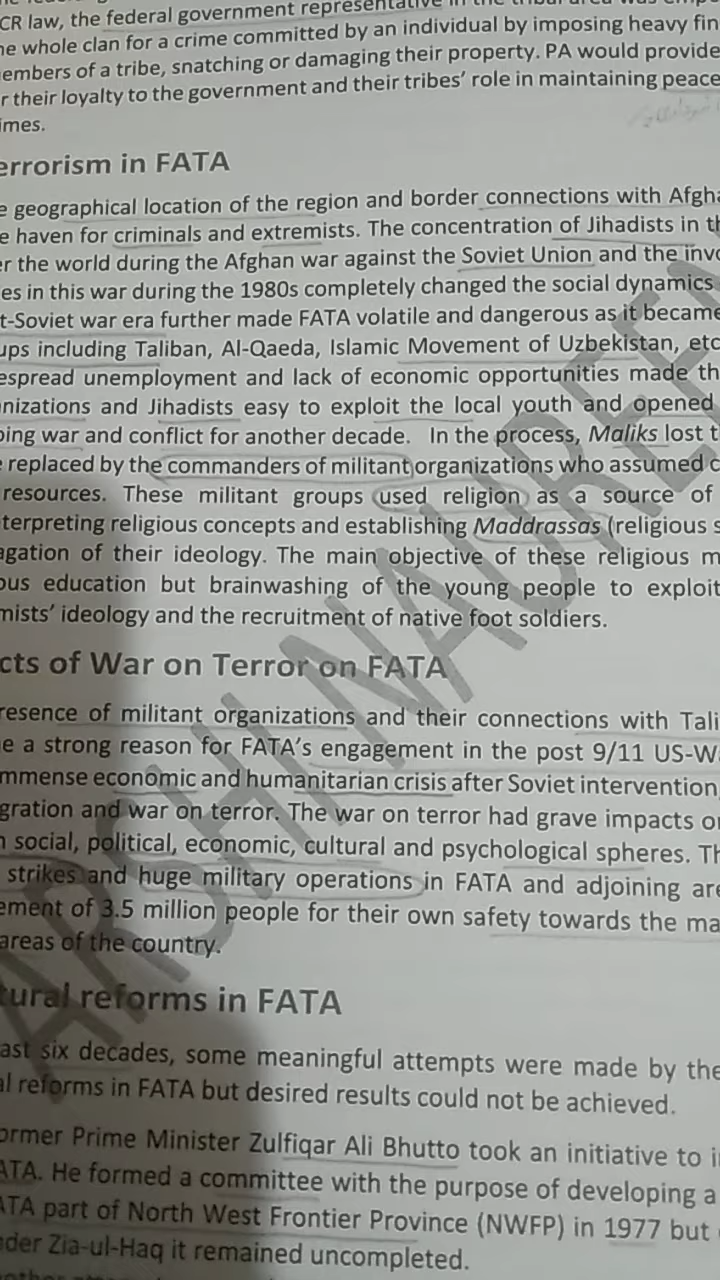 CR law, the federal government representative in the tribal area was
he whole clan for a crime committed by an individual by imposing heavy fin
embers of a tribe, snatching or damaging their property. PA would provide
r their loyalty to the government and their tribes' role in maintaining peace
imes.
errorism in FATA
e geographical location of the region and border connections with Afgha
e haven for criminals and extremists. The concentration of Jihadists in th
er the world during the Afghan war against the Soviet Union and the invo
es in this war during the 1980s completely changed the social dynamics
t-Soviet war era further made FATA volatile and dangerous as it became
ups including Taliban, Al-Qaeda, Islamic Movement of Uzbekistan, etc
espread unemployment and lack of economic opportunities made th
nizations and Jihadists easy to exploit the local youth and opened
ping war and conflict for another decade. In the process, Maliks lost t
e replaced by the commanders of militant organizations who assumed c
resources. These militant groups used religion as a source of
terpreting religious concepts and establishing Maddrassas (religious s
agation of their ideology. The main objective of these religious m
ous education but brainwashing of the young people to exploit
mists' ideology and the recruitment of native foot soldiers.
cts of War on Terror on FATA
resence of militant organizations and their connections with Tali
e a strong reason for FATA's engagement in the post 9/11 US-W
mmense economic and humanitarian crisis after Soviet intervention
gration and war on terror. The war on terror had grave impacts on
n social, political, economic, cultural and psychological spheres. Th
strikes and huge military operations in FATA and adjoining are
ement of 3.5 million people for their own safety towards the ma
areas of the country.
tural reforms in FATA
ast six decades, some meaningful attempts were made by the
al reforms in FATA but desired results could not be achieved.
ormer Prime Minister Zulfiqar Ali Bhutto took an initiative to i
ATA. He formed a committee with the purpose of developing a
ATA part of North West Frontier Province (NWFP) in 1977 but
nder Zia-ul-Haq it remained uncompleted.
ARSHI NAUREEN